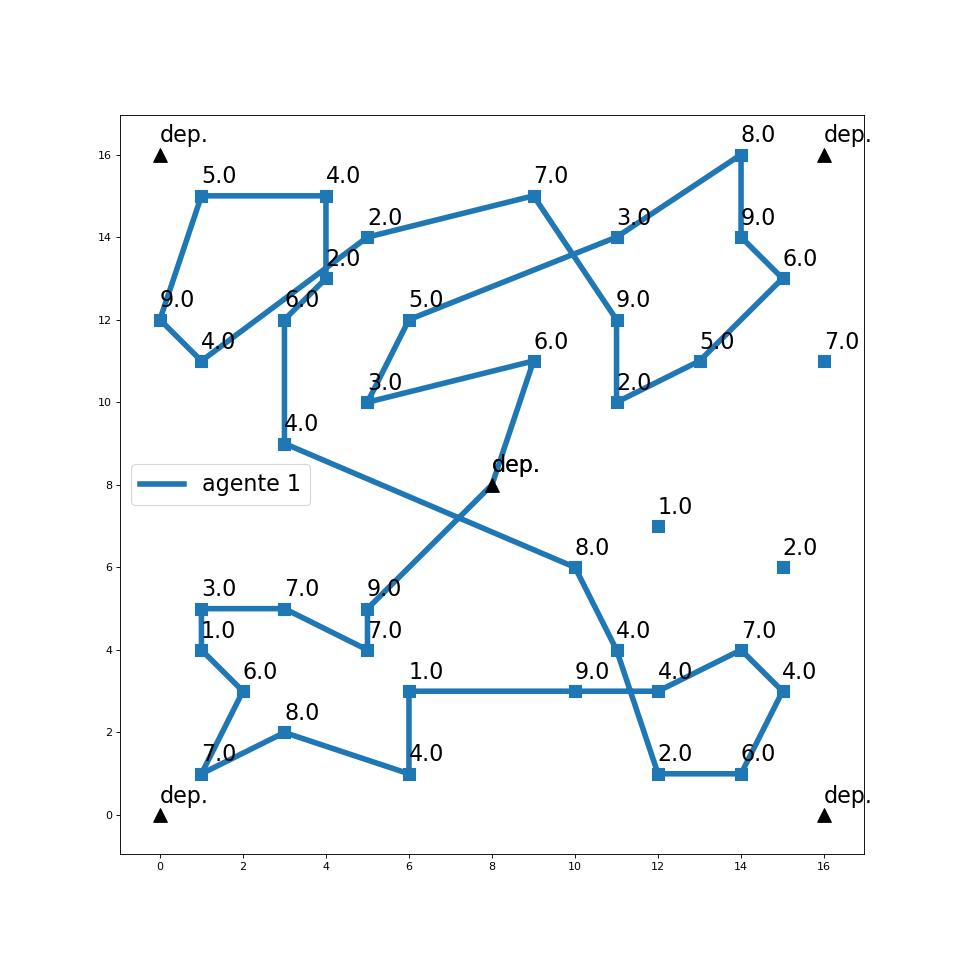 dep. 8.0 dep.
16
5.0 4.0 7.0
14 2.0 3.0 9.0
2.0 6.0
12 9.0 6.0 5.0 9.0
4.0 6.0 5.0 7.0
10 3.0 2.0
4.0
dep.
8 agente 1
1.0
6 8.0 2.0
3.0 7.0 9.0
4 1.0 7.0 4.0 7.0
6.0 1.0 9.0 4.0 4.0
2 8.0
7.0 4.0 2.0 6.0
dep. dep.
0
0 2 4 6 8 10 12 14 16